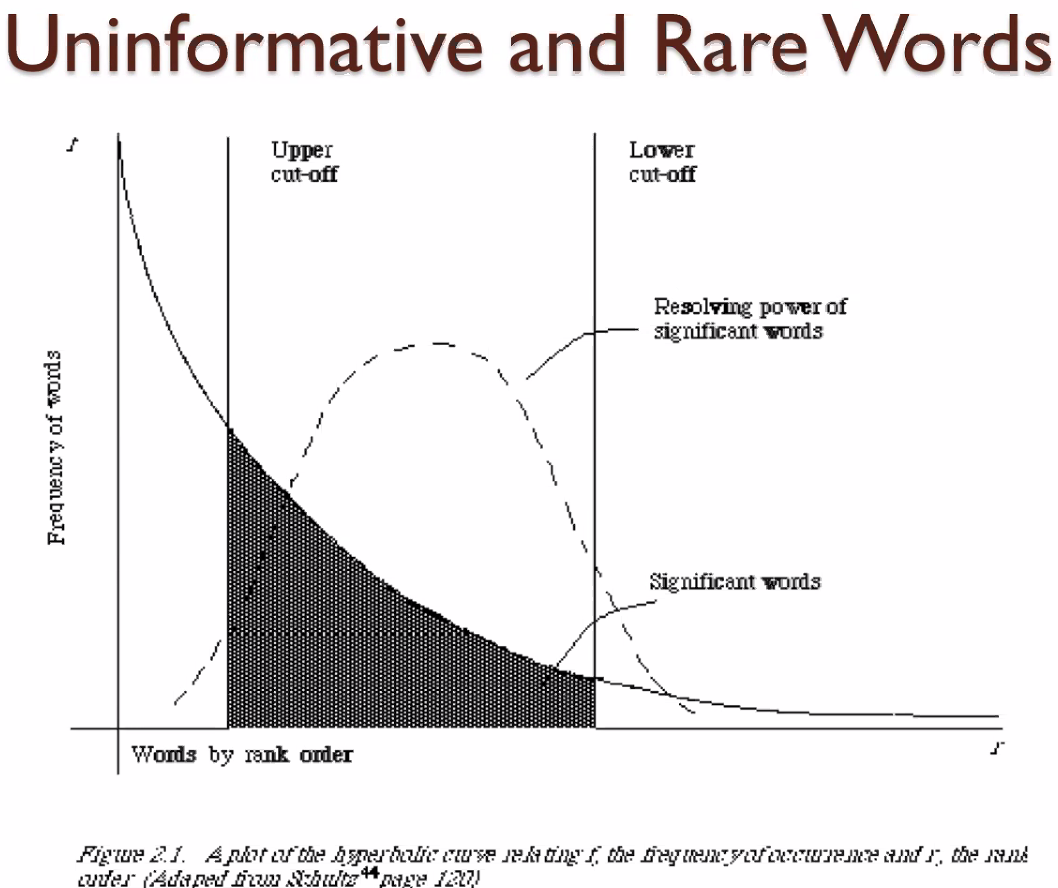 Uninformative and Rare Words
f
Upper
cut-off
Lower
cut-off
Resolving power of
significant words
Frequency of words
Significant words
r
Words by rank order
Figure 2.1. A plot of the hyperbolic curve relating f, the frequency of occurrence and r, the rank
order (Adaped from Schultz 44 page 120)